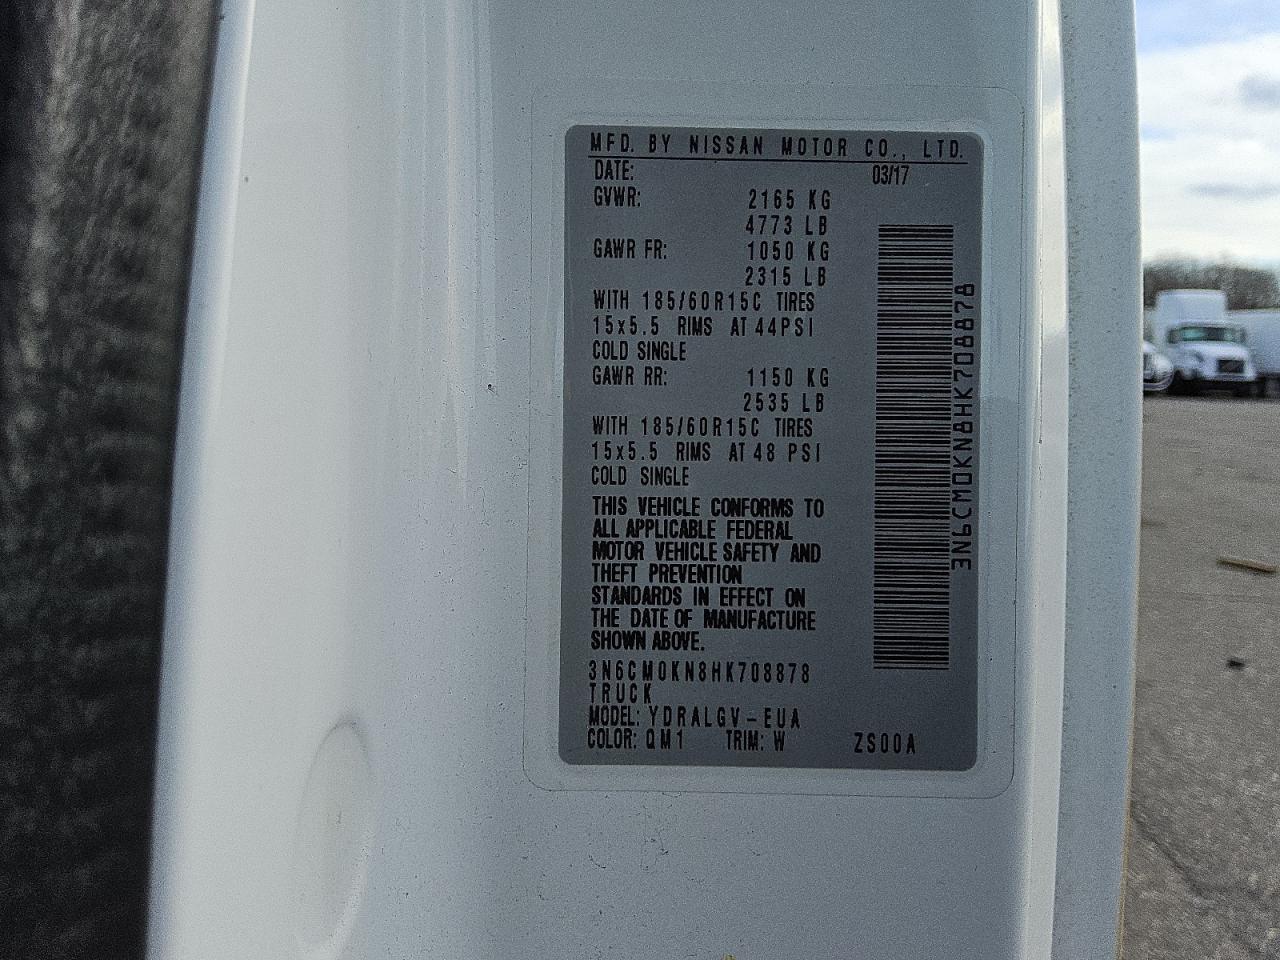 MFD. BY NISSAN MOTOR CO., LTD.
DATE: 03/17
GVWR: 2165 KG
4773 LB
GAWR FR: 1050 KG
2315 LB
WITH 185/60R15C TIRES
15x5.5 RIMS AT 44PSI
COLD SINGLE
GAWR RR: 1150 KG
2535 LB
WITH 185/60R15C TIRES
15x5.5 RIMS AT 48 PSI
COLD SINGLE
THIS VEHICLE CONFORMS TO
ALL APPLICABLE FEDERAL
MOTOR VEHICLE SAFETY AND
THEFT PREVENTION
STANDARDS IN EFFECT ON
THE DATE OF MANUFACTURE
SHOWN ABOVE.
3N6CM0KN8HK708878
TRUCK
MODEL: YDRALGV-EUA
COLOR: QM1 TRIM: W ZS00A
3N6CM0KN8HK708878